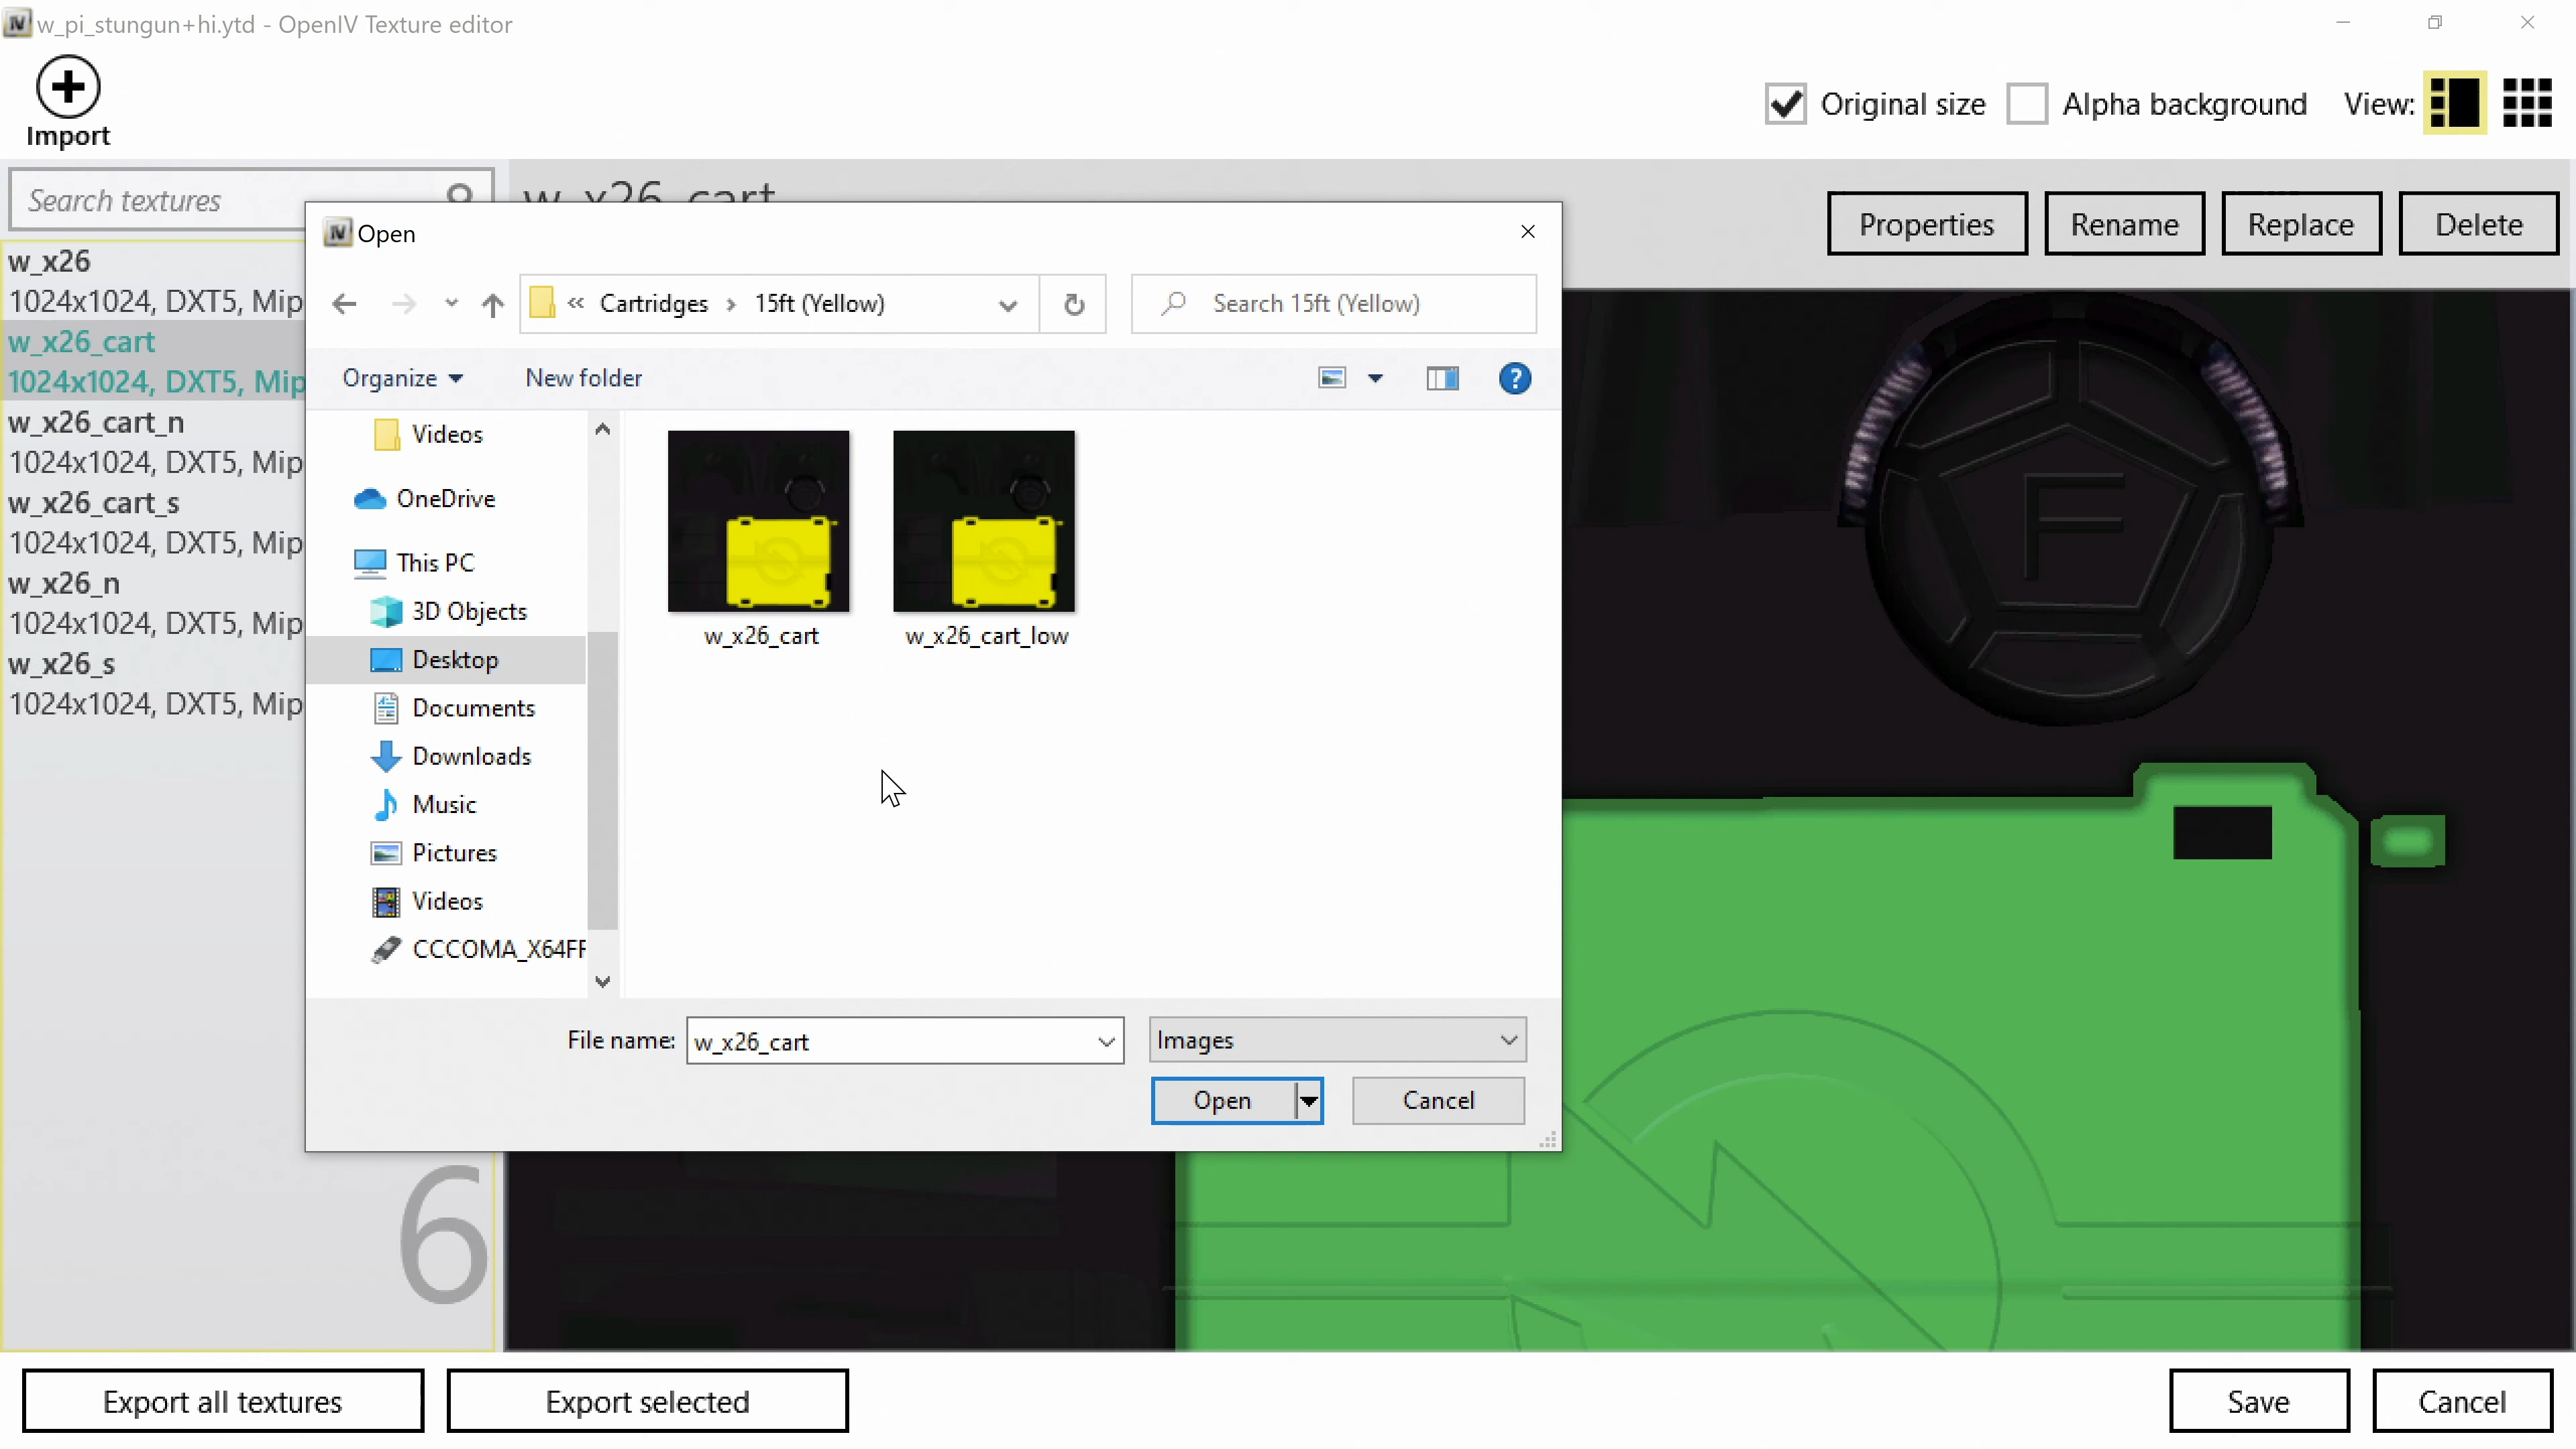 w_pi_stungun+hi.ytd - OpenIV Texture editor
Import
Original size
Alpha background
View:
Search textures
w_x26_cart
Properties
Rename
Replace
Delete
w_x26
1024x1024, DXT5, Mip
w_x26_cart
1024x1024, DXT5, Mip
w_x26_cart_n
1024x1024, DXT5, Mip
w_x26_cart_s
1024x1024, DXT5, Mip
w_x26_n
1024x1024, DXT5, Mip
w_x26_s
1024x1024, DXT5, Mip
6
IV Open
« Cartridges › 15ft (Yellow)
Search 15ft (Yellow)
Organize
New folder
?
Videos
OneDrive
This PC
3D Objects
Desktop
Documents
Downloads
Music
Pictures
Videos
CCCOMA_X64FF
w_x26_cart
w_x26_cart_low
File name: w_x26_cart
Images
Open
Cancel
F
Export all textures
Export selected
Save
Cancel